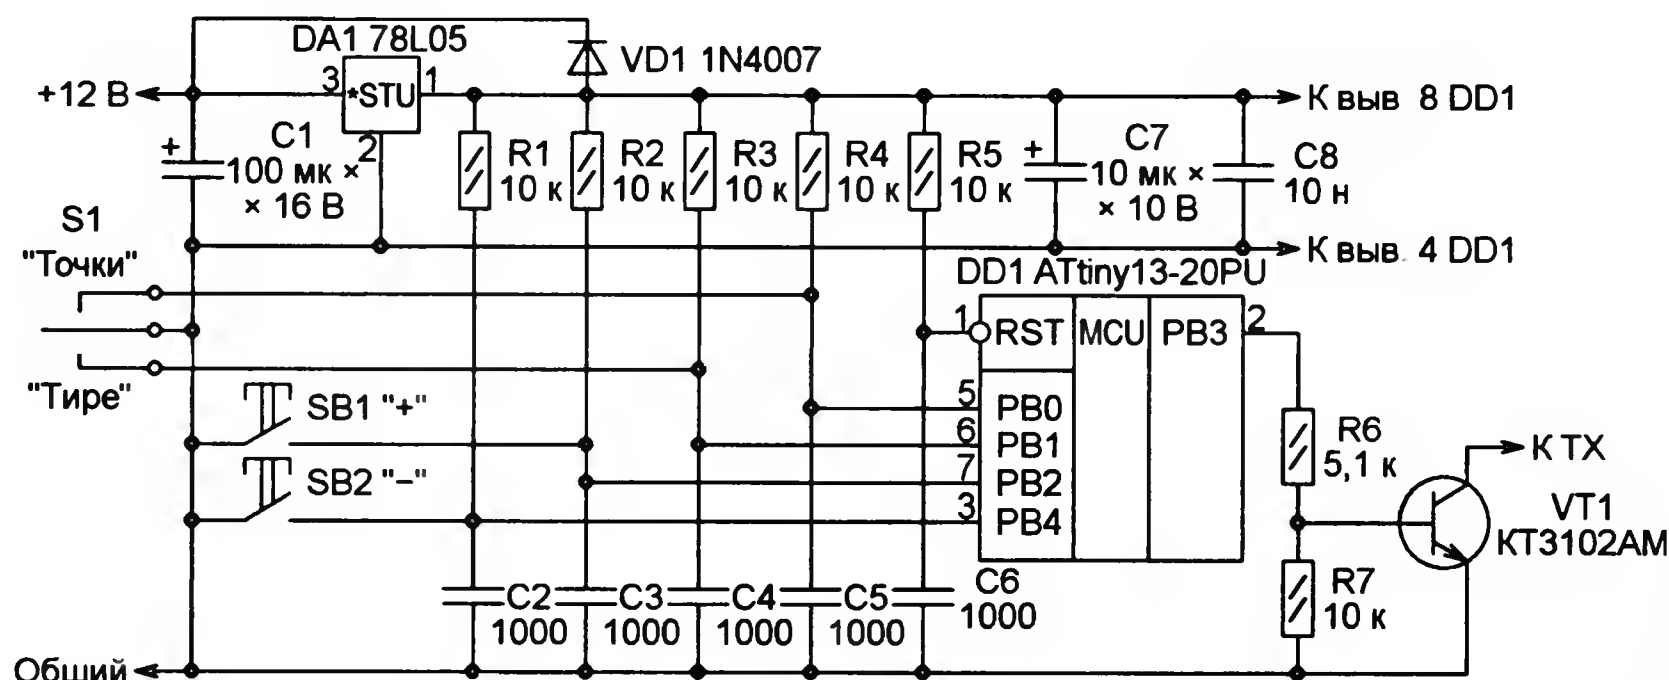 DA1 78L05
VD1 1N4007
+12 В
3
*STU
1
К выв. 8 DD1
2
C1
100 мк ×
× 16 В
R1
10 к
R2
10 к
R3
10 к
R4
10 к
R5
10 к
+
+
C7
10 мк ×
× 10 В
C8
10 н
S1
"Точки"
К выв. 4 DD1
DD1 ATtiny13-20PU
1
RST
MCU
PB3
2
"Тире"
SB1 "+"
SB2 "–"
5
PB0
6
PB1
7
PB2
3
PB4
R6
5,1 к
К TX
VT1
КТ3102АМ
C2
1000
C3
1000
C4
1000
C5
1000
C6
1000
R7
10 к
Общий